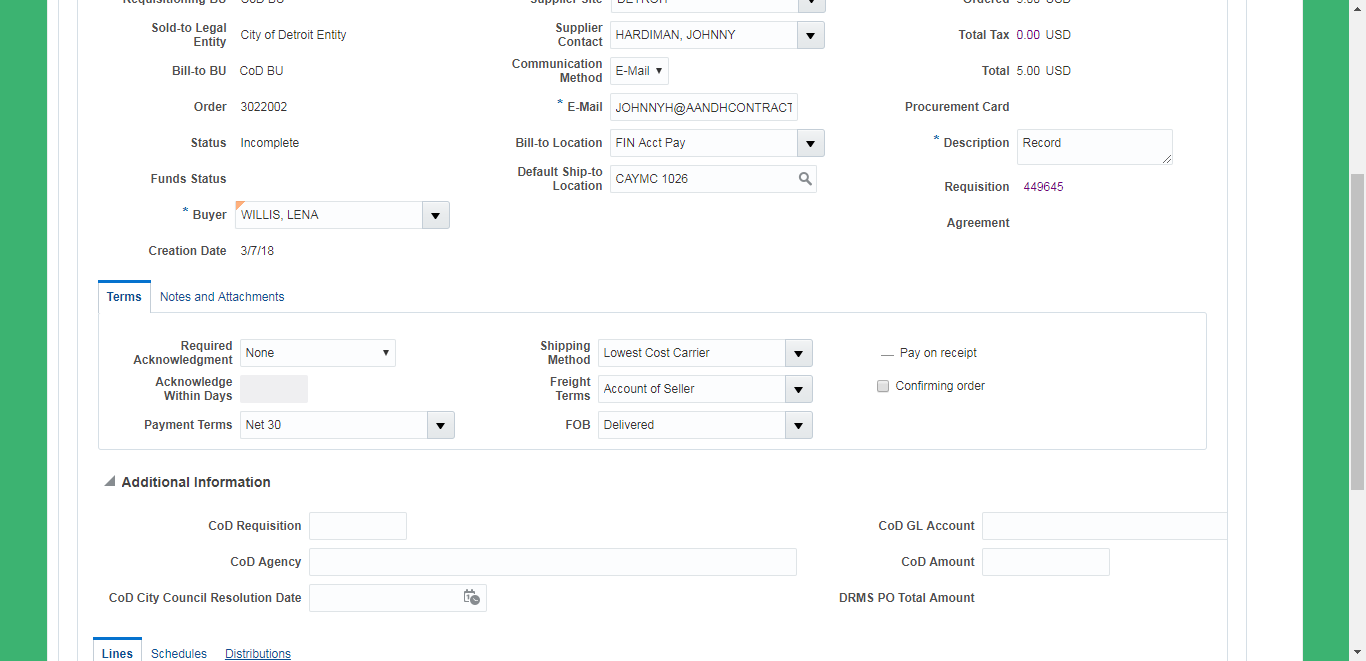 Requisitioning BU CoD BU
Sold-to Legal Entity City of Detroit Entity
Bill-to BU CoD BU
Order 3022002
Status Incomplete
Funds Status
* Buyer WILLIS, LENA
Creation Date 3/7/18
Supplier Site DETROIT
Supplier Contact HARDIMAN, JOHNNY
Communication Method E-Mail
* E-Mail JOHNNYH@AANDHCONTRACT
Bill-to Location FIN Acct Pay
Default Ship-to Location CAYMC 1026
Ordered 5.00 USD
Total Tax 0.00 USD
Total 5.00 USD
Procurement Card
* Description Record
Requisition 449645
Agreement
Terms Notes and Attachments
Required Acknowledgment None
Acknowledge Within Days
Payment Terms Net 30
Shipping Method Lowest Cost Carrier
Freight Terms Account of Seller
FOB Delivered
Pay on receipt
Confirming order
Additional Information
CoD Requisition
CoD Agency
CoD City Council Resolution Date
CoD GL Account
CoD Amount
DRMS PO Total Amount
Lines Schedules Distributions